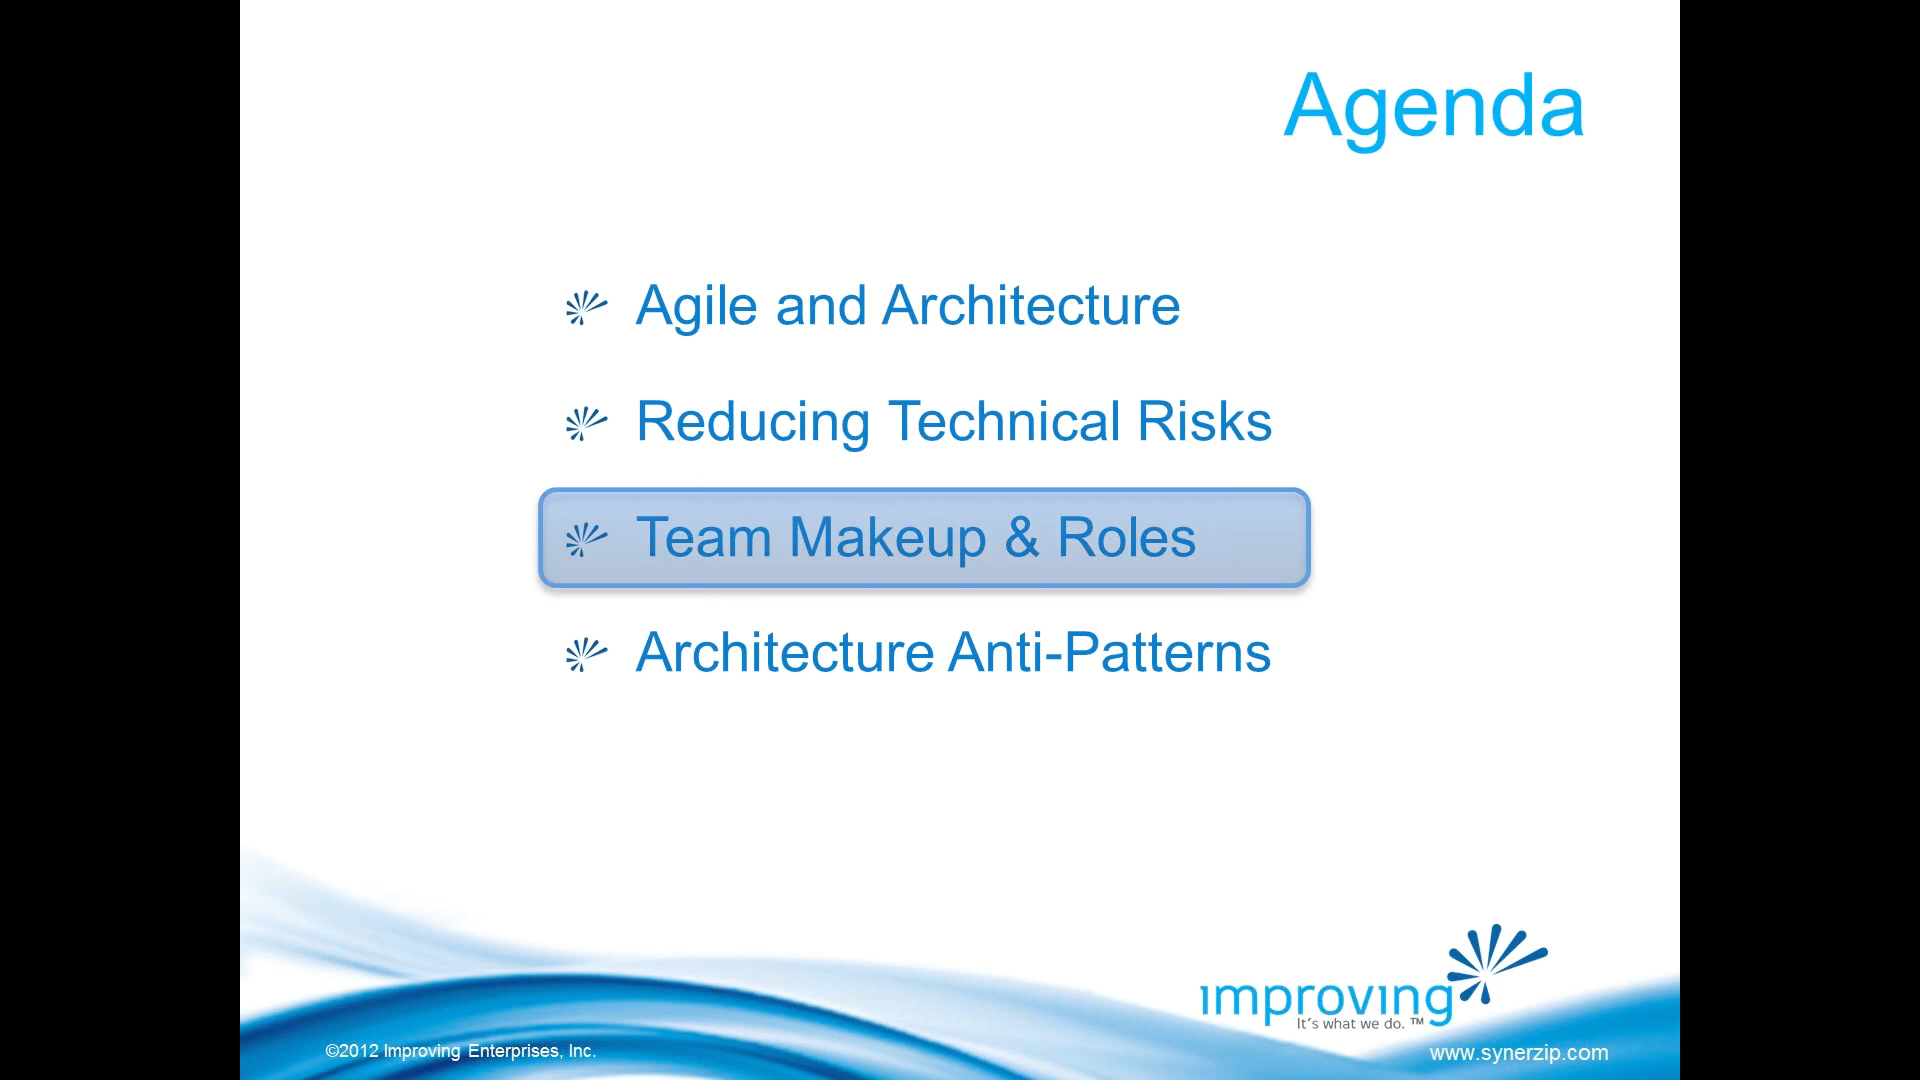 Agenda
Agile and Architecture
Reducing Technical Risks
Team Makeup & Roles
Architecture Anti-Patterns
improving
It's what we do. ™
©2012 Improving Enterprises, Inc.
www.synerzip.com